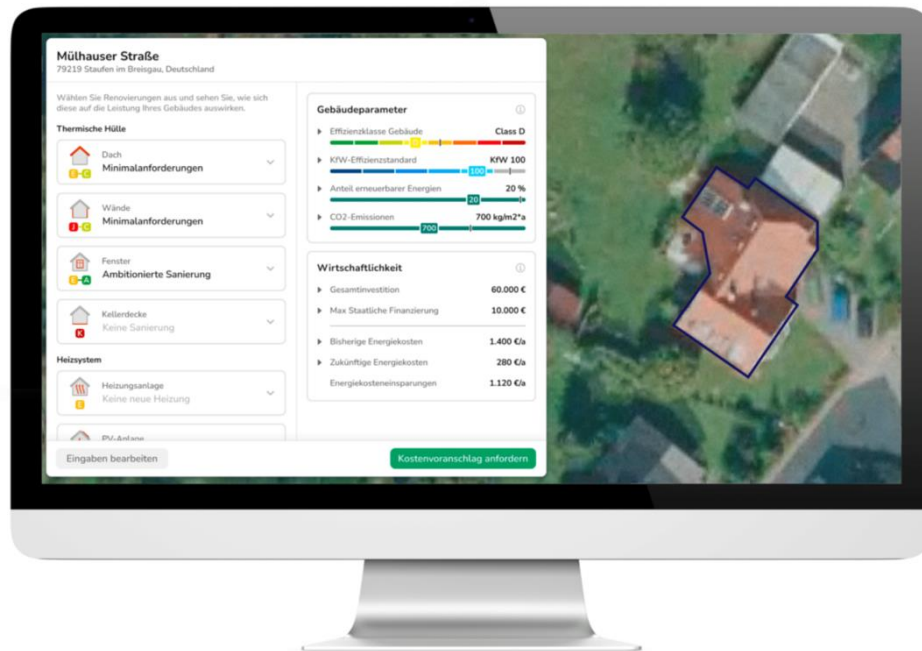 Mülhauser Straße
79219 Staufen im Breisgau, Deutschland
Wählen Sie Renovierungen aus und sehen Sie, wie sich
diese auf die Leistung Ihres Gebäudes auswirken.
Thermische Hülle
Dach
Minimalanforderungen
E-C
Wände
Minimalanforderungen
J-C
Fenster
Ambitionierte Sanierung
E-A
Kellerdecke
Keine Sanierung
K
Heizsystem
Heizungsanlage
Keine neue Heizung
E
PV-Anlage
Eingaben bearbeiten
Gebäudeparameter
Effizienzklasse Gebäude Class D
D
KfW-Effizienzstandard KfW 100
100
Anteil erneuerbarer Energien 20 %
20
CO2-Emissionen 700 kg/m2*a
700
Wirtschaftlichkeit
Gesamtinvestition 60.000 €
Max Staatliche Finanzierung 10.000 €
Bisherige Energiekosten 1.400 €/a
Zukünftige Energiekosten 280 €/a
Energiekosteneinsparungen 1.120 €/a
Kostenvoranschlag anfordern